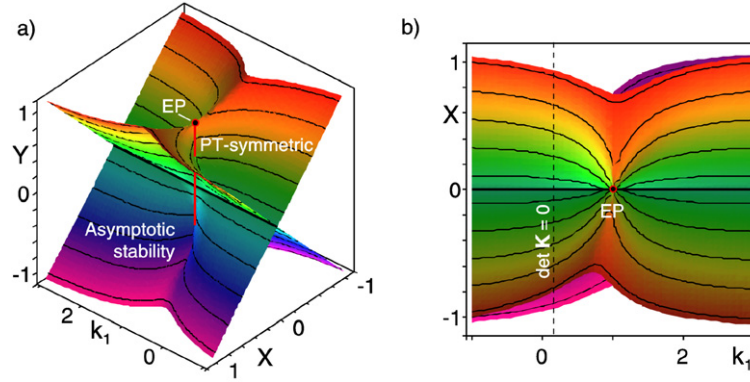 a)
EP
PT-symmetric
Asymptotic
stability
1
Y
0
-1
2
k1
0
1
X
0
-1
b)
1
X
0
-1
EP
det K = 0
0
2
k1